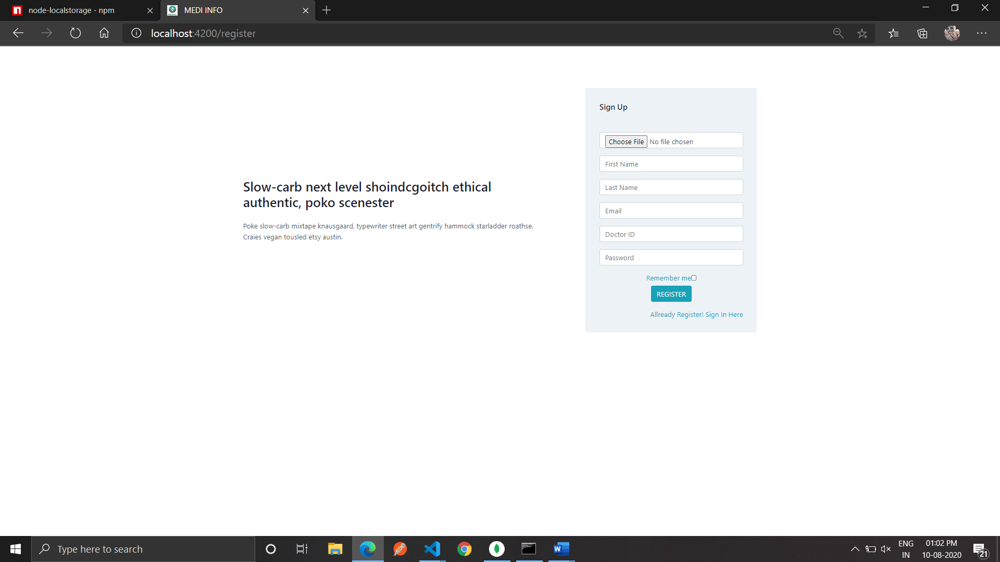 node-localstorage - npm
MEDI INFO
localhost:4200/register
Sign Up
Choose File No file chosen
First Name
Last Name
Email
Doctor ID
Password
Remember me
REGISTER
Allready Register! Sign In Here
Slow-carb next level shoindcgoitch ethical
authentic, poko scenester
Poke slow-carb mixtape knausgaard, typewriter street art gentrify hammock starladder roathse.
Craies vegan tousled etsy austin.
Type here to search
ENG
IN
01:02 PM
10-08-2020
21